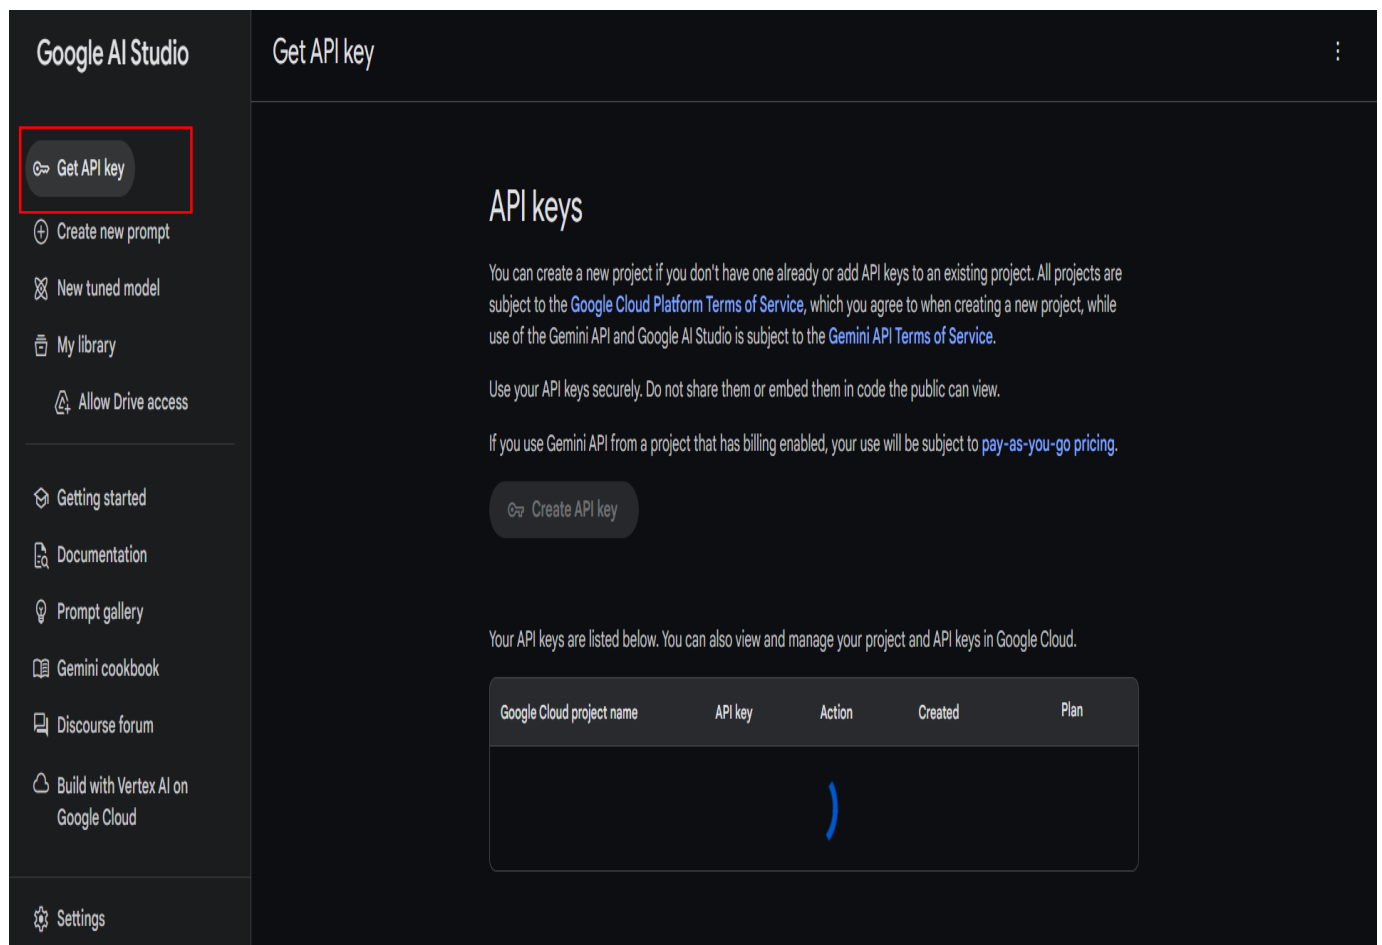 Google AI Studio
Get API key
Create new prompt
New tuned model
My library
Allow Drive access
Getting started
Documentation
Prompt gallery
Gemini cookbook
Discourse forum
Build with Vertex AI on
Google Cloud
Settings
Get API key
API keys
You can create a new project if you don't have one already or add API keys to an existing project. All projects are
subject to the Google Cloud Platform Terms of Service, which you agree to when creating a new project, while
use of the Gemini API and Google AI Studio is subject to the Gemini API Terms of Service.
Use your API keys securely. Do not share them or embed them in code the public can view.
If you use Gemini API from a project that has billing enabled, your use will be subject to pay-as-you-go pricing.
Create API key
Your API keys are listed below. You can also view and manage your project and API keys in Google Cloud.
Google Cloud project name API key Action Created Plan